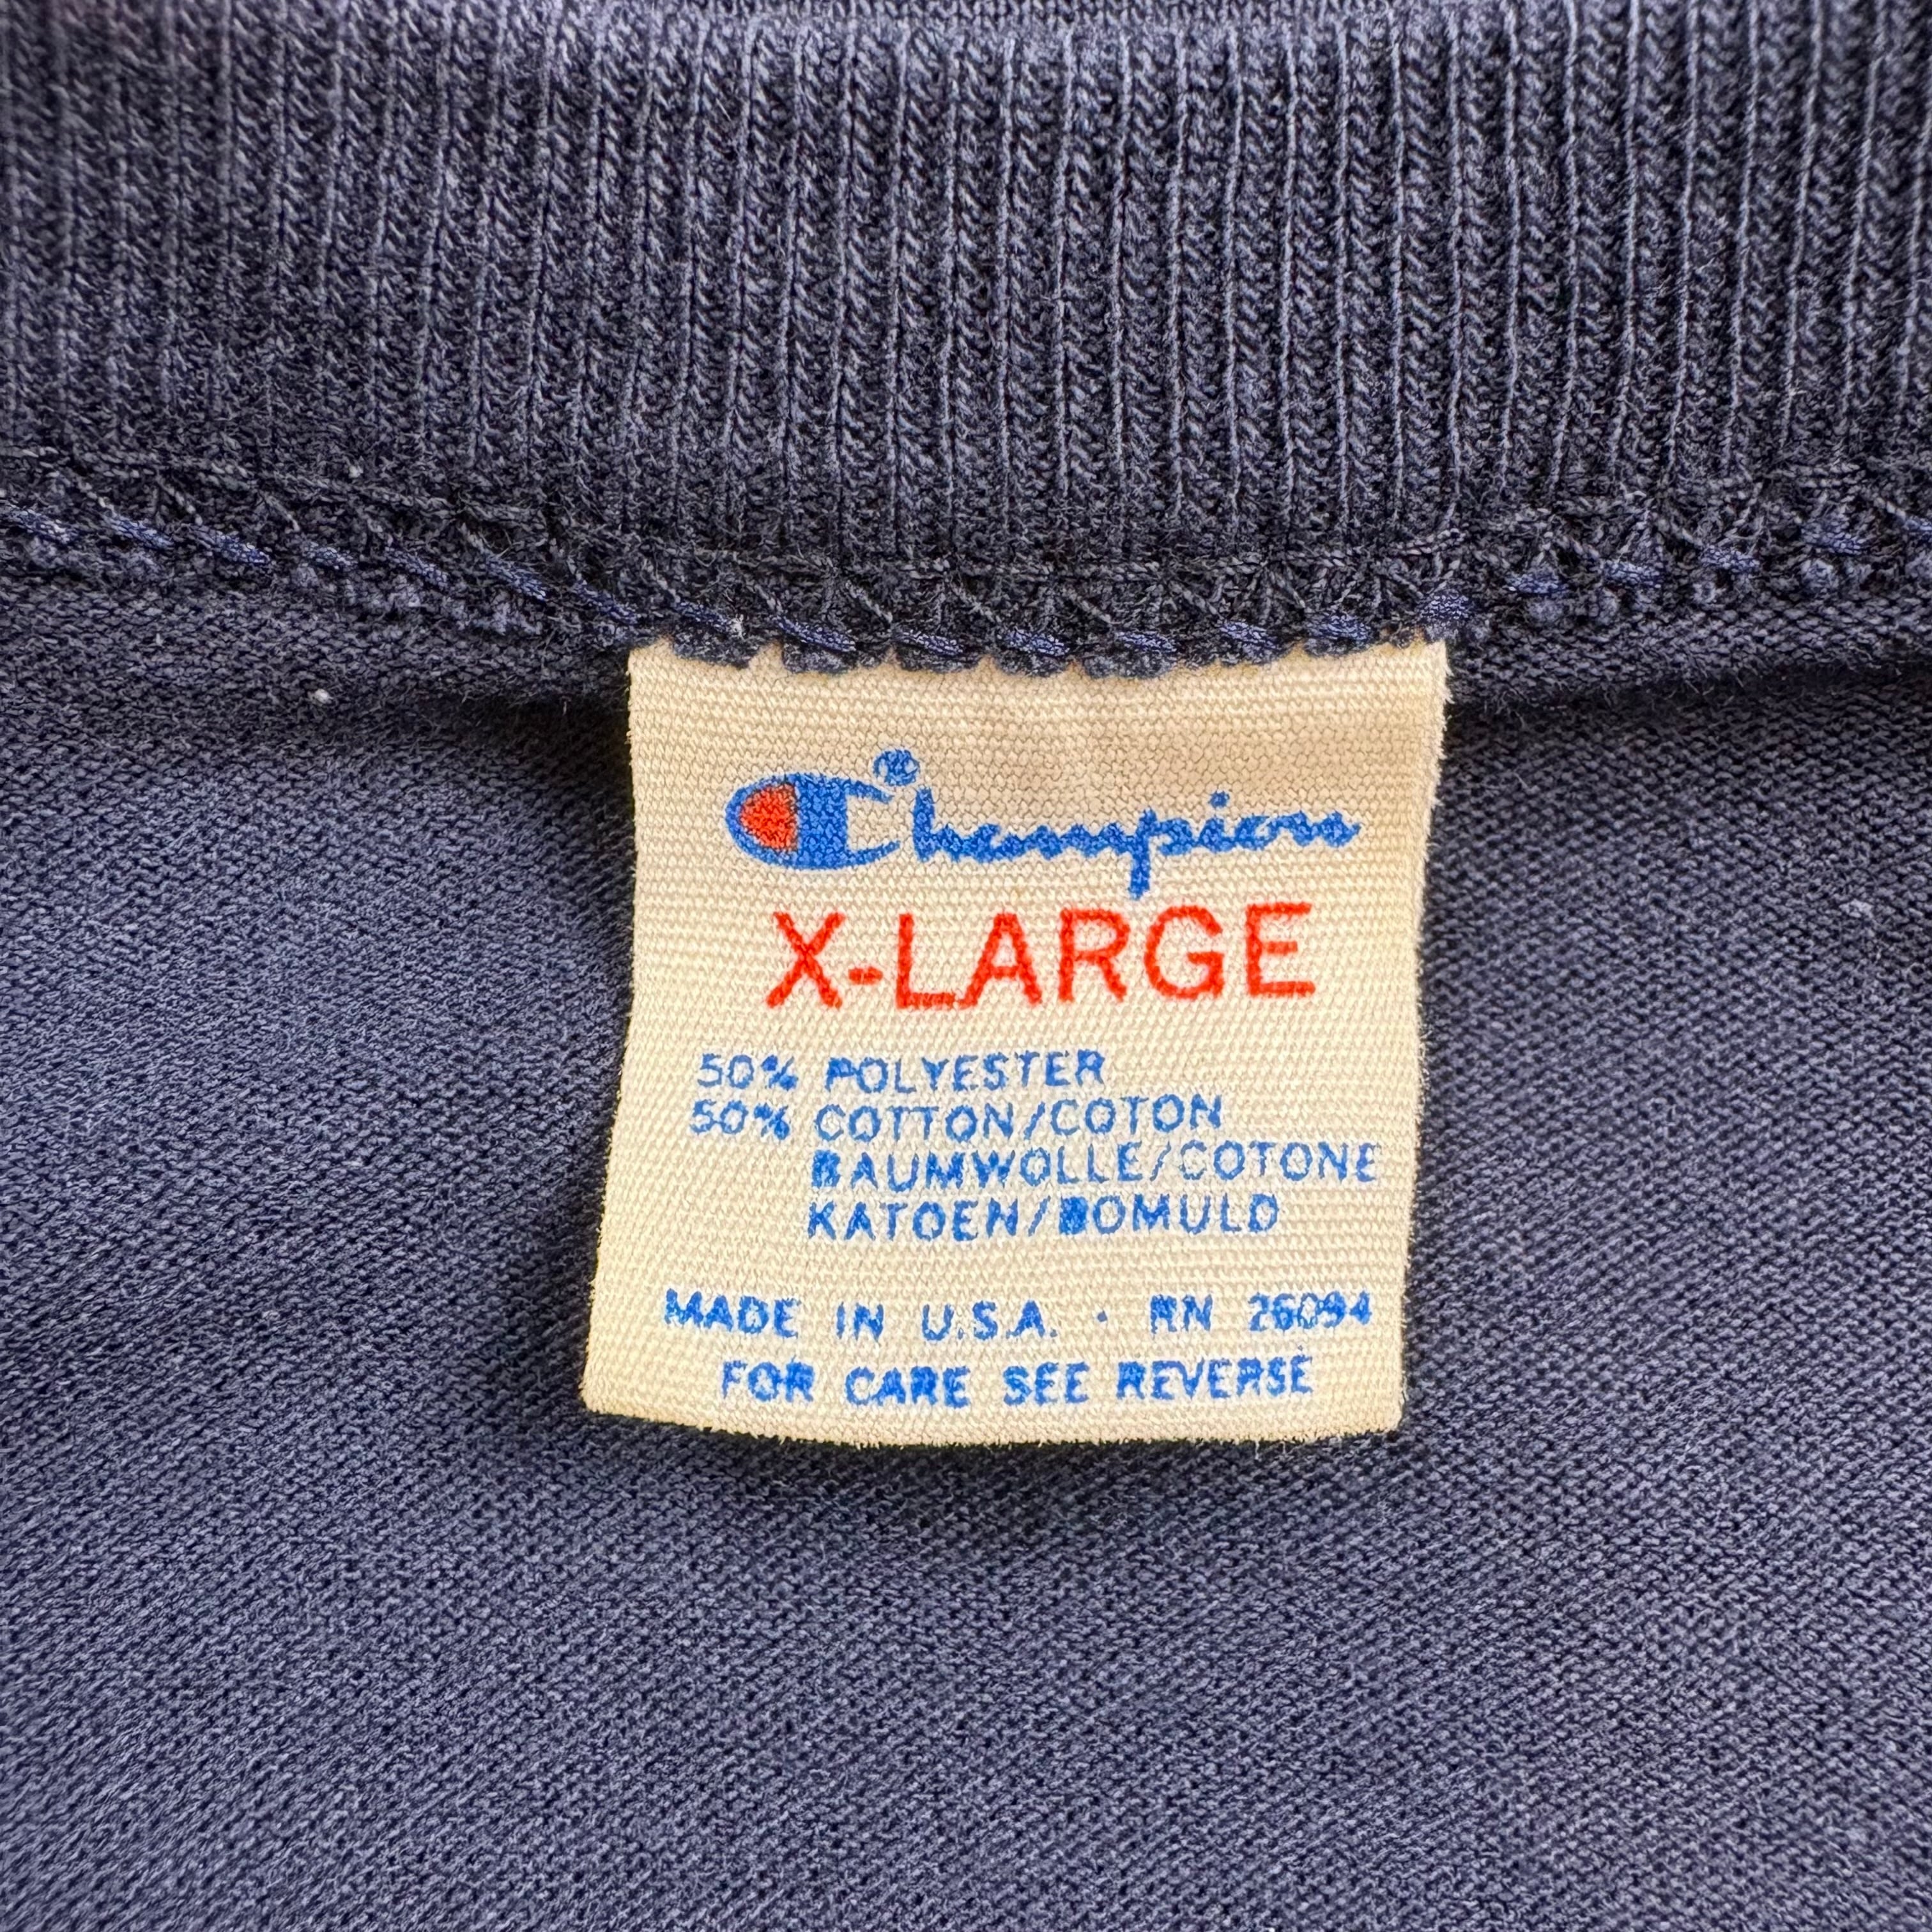 Champion®
X-LARGE
50% POLYESTER
50% COTTON/COTON
BAUMWOLLE/COTONE
KATOEN/BOMULD
MADE IN U.S.A. · RN 26094
FOR CARE SEE REVERSE